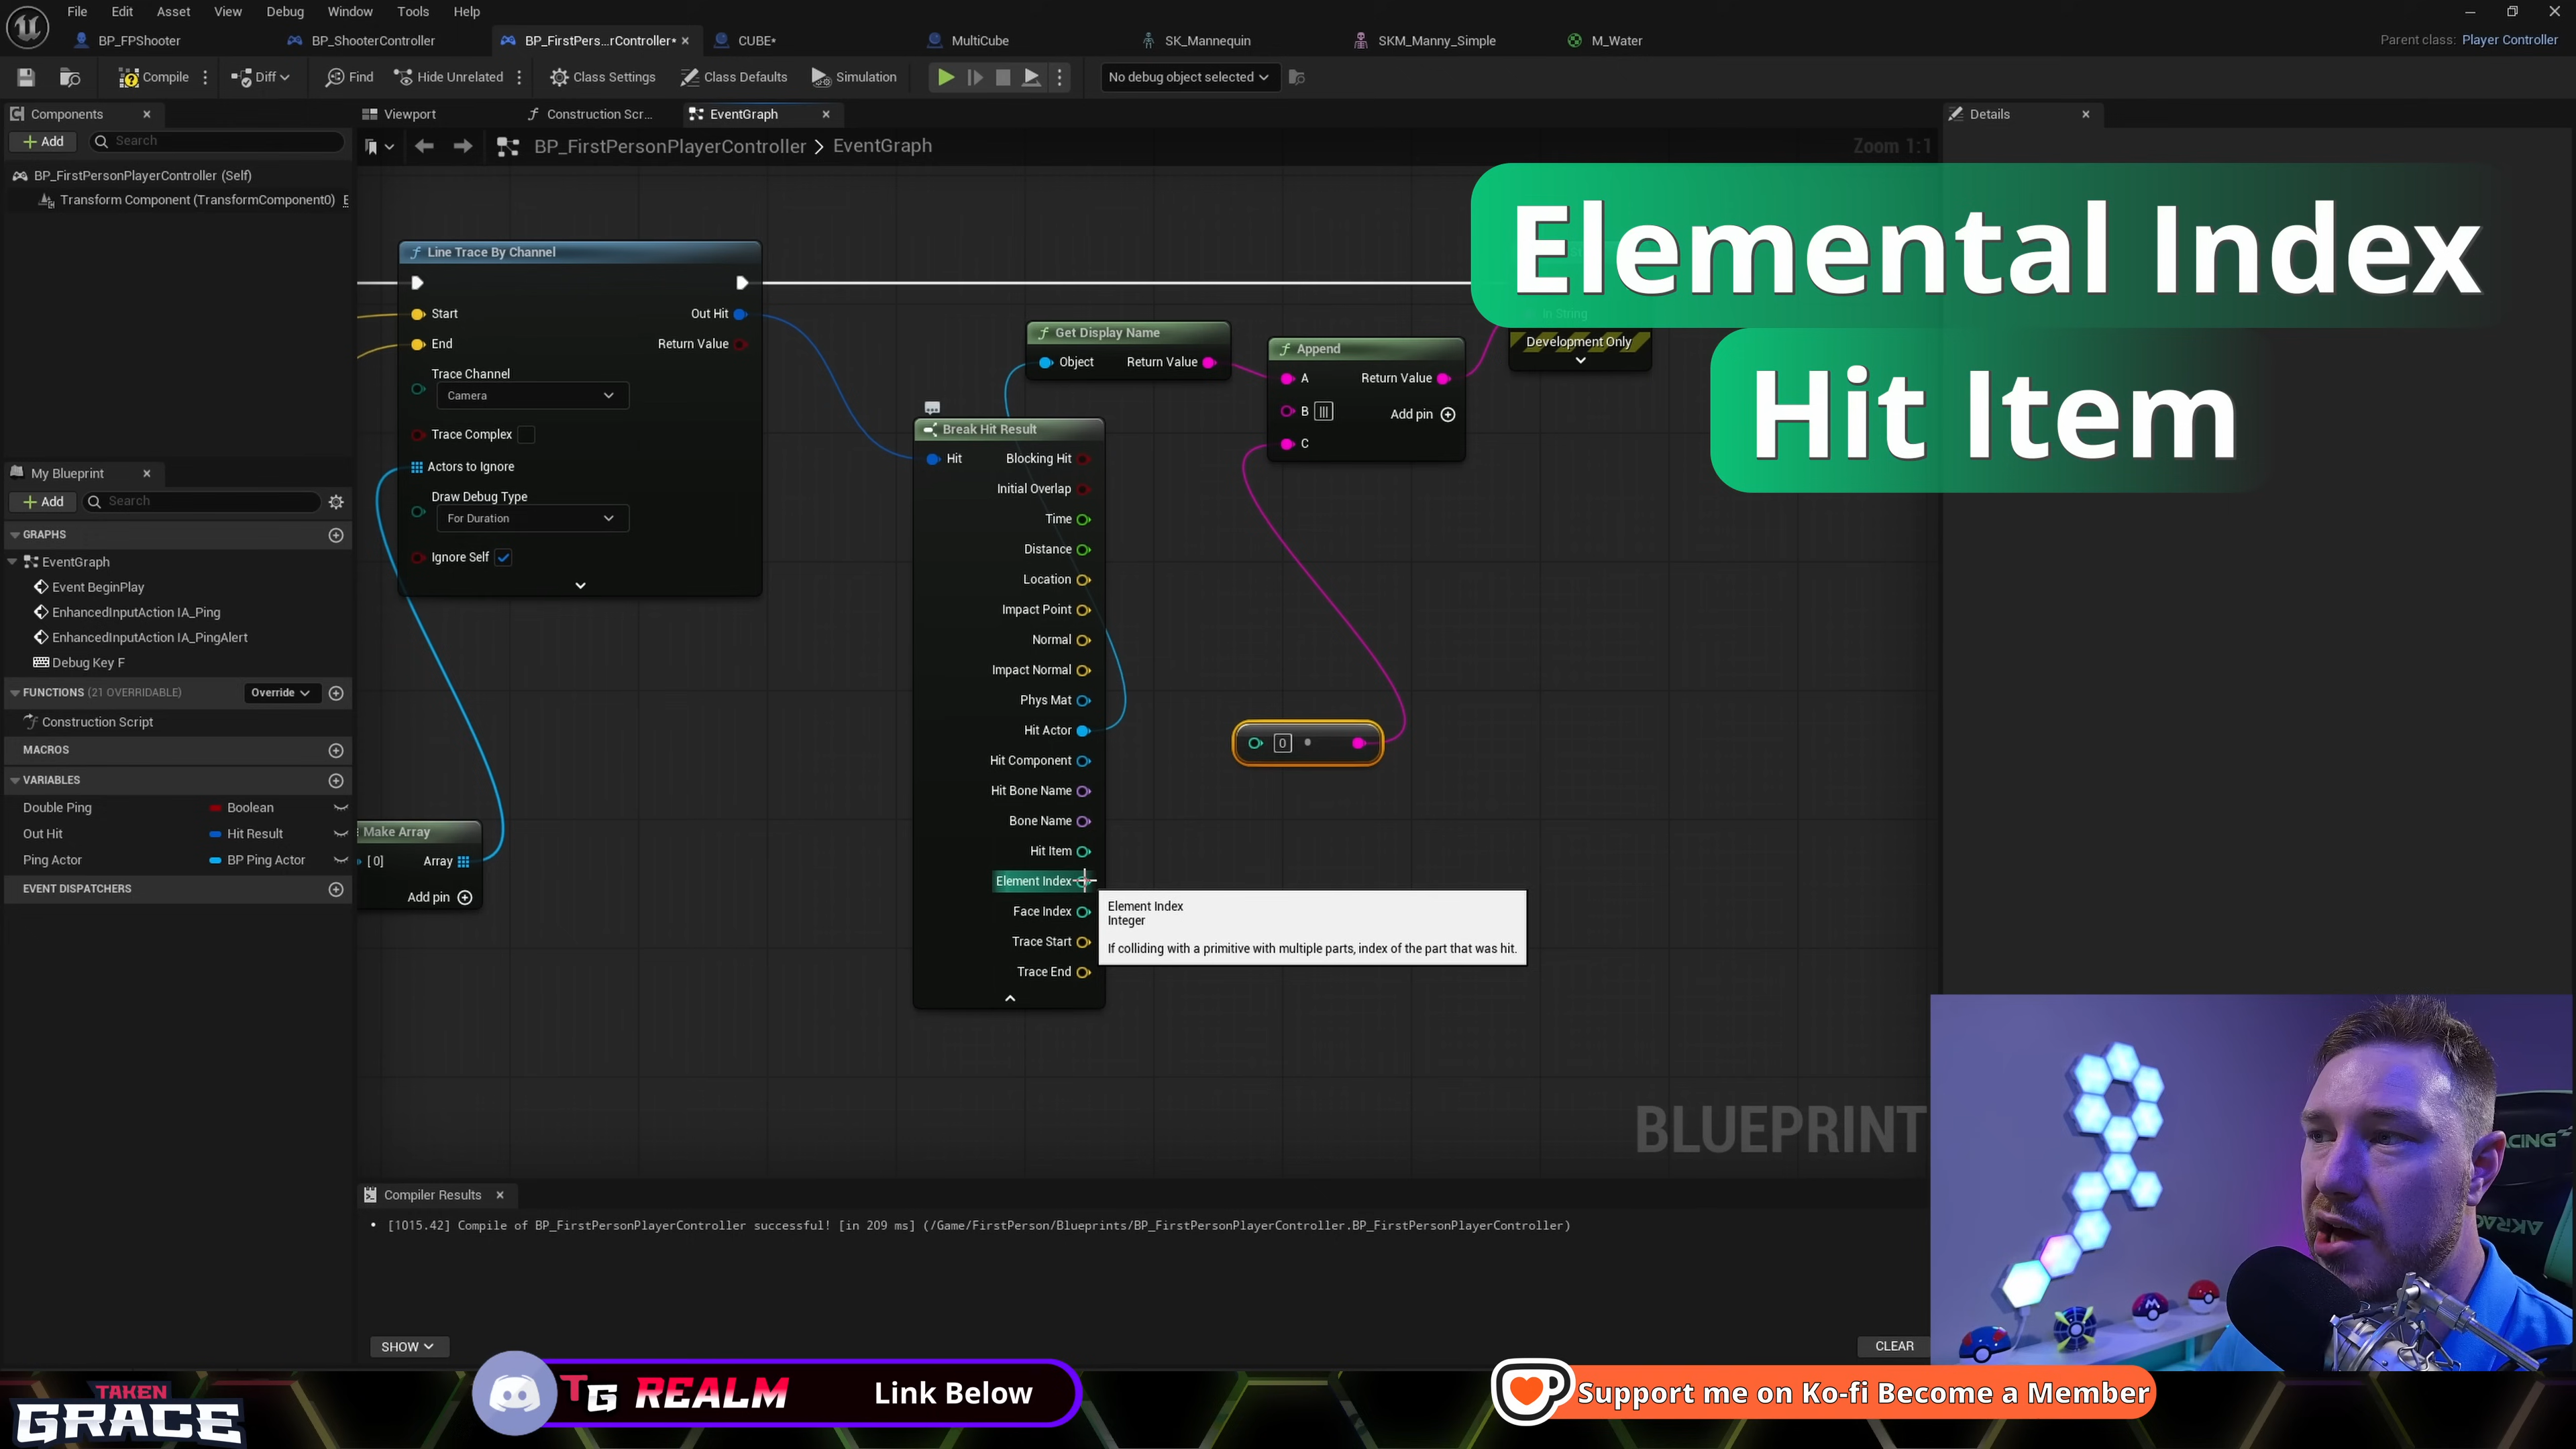 File Edit Asset View Debug Window Tools Help
BP_FPShooter BP_ShooterController BP_FirstPers...rController* CUBE* MultiCube SK_Mannequin SKM_Manny_Simple M_Water Parent class: Player Controller
Compile Diff Find Hide Unrelated Class Settings Class Defaults Simulation No debug object selected
Components
Add Search
BP_FirstPersonPlayerController (Self)
Transform Component (TransformComponent0) E
Viewport Construction Scr... EventGraph Details
BP_FirstPersonPlayerController > EventGraph Zoom 1:1
Elemental Index
Hit Item
Line Trace By Channel
Start Out Hit
End Return Value
Trace Channel
Camera
Trace Complex
Actors to Ignore
Draw Debug Type
For Duration
Ignore Self
Get Display Name
Object Return Value
Append
A Return Value
B ||| Add pin
C
In String
Development Only
Break Hit Result
Hit Blocking Hit
Initial Overlap
Time
Distance
Location
Impact Point
Normal
Impact Normal
Phys Mat
Hit Actor
Hit Component
Hit Bone Name
Bone Name
Hit Item
Element Index
Face Index
Trace Start
Trace End
0
Element Index
Integer
If colliding with a primitive with multiple parts, index of the part that was hit.
My Blueprint
Add Search
GRAPHS
EventGraph
Event BeginPlay
EnhancedInputAction IA_Ping
EnhancedInputAction IA_PingAlert
Debug Key F
FUNCTIONS (21 OVERRIDABLE) Override
Construction Script
MACROS
VARIABLES
Double Ping Boolean
Out Hit Hit Result
Ping Actor BP Ping Actor
EVENT DISPATCHERS
Make Array
[0] Array
Add pin
BLUEPRINT
Compiler Results
• [1015.42] Compile of BP_FirstPersonPlayerController successful! [in 209 ms] (/Game/FirstPerson/Blueprints/BP_FirstPersonPlayerController.BP_FirstPersonPlayerController)
SHOW CLEAR
CING
AKRACING
TAKEN
GRACE
TG REALM Link Below
Support me on Ko-fi Become a Member